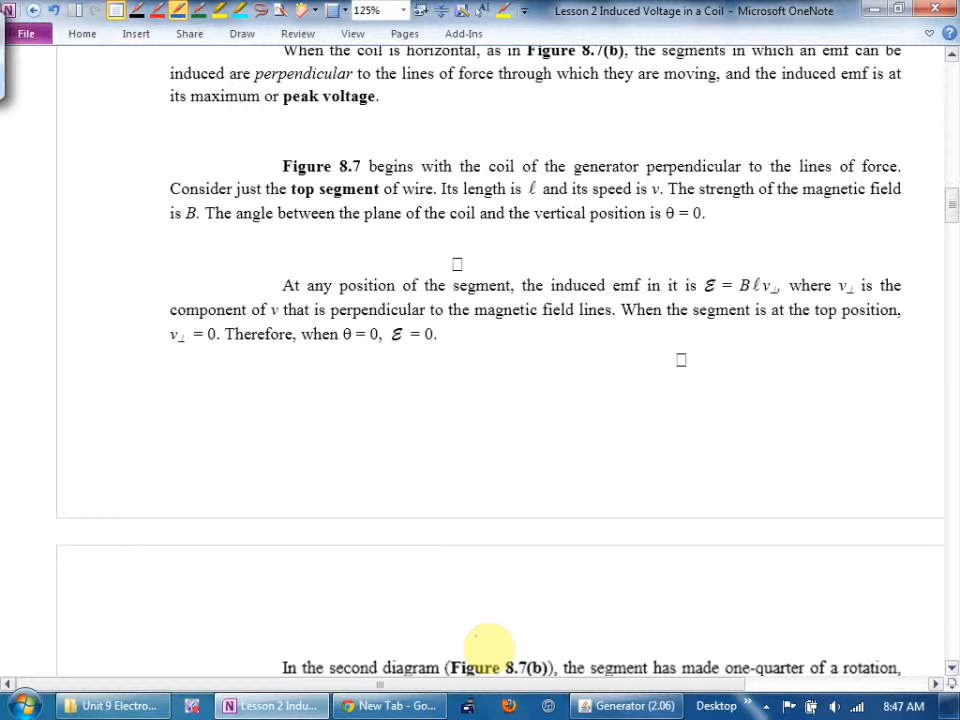 Lesson 2 Induced Voltage in a Coil - Microsoft OneNote
125%
File Home Insert Share Draw Review View Pages Add-Ins
When the coil is horizontal, as in Figure 8.7(b), the segments in which an emf can be
induced are perpendicular to the lines of force through which they are moving, and the induced emf is at
its maximum or peak voltage.
Figure 8.7 begins with the coil of the generator perpendicular to the lines of force.
Consider just the top segment of wire. Its length is ℓ and its speed is v. The strength of the magnetic field
is B. The angle between the plane of the coil and the vertical position is θ = 0.
At any position of the segment, the induced emf in it is ℰ = Bℓv⊥, where v⊥ is the
component of v that is perpendicular to the magnetic field lines. When the segment is at the top position,
v⊥ = 0. Therefore, when θ = 0, ℰ = 0.
In the second diagram (Figure 8.7(b)), the segment has made one-quarter of a rotation,
Unit 9 Electro... Lesson 2 Indu... New Tab - Go... Generator (2.06) Desktop 8:47 AM